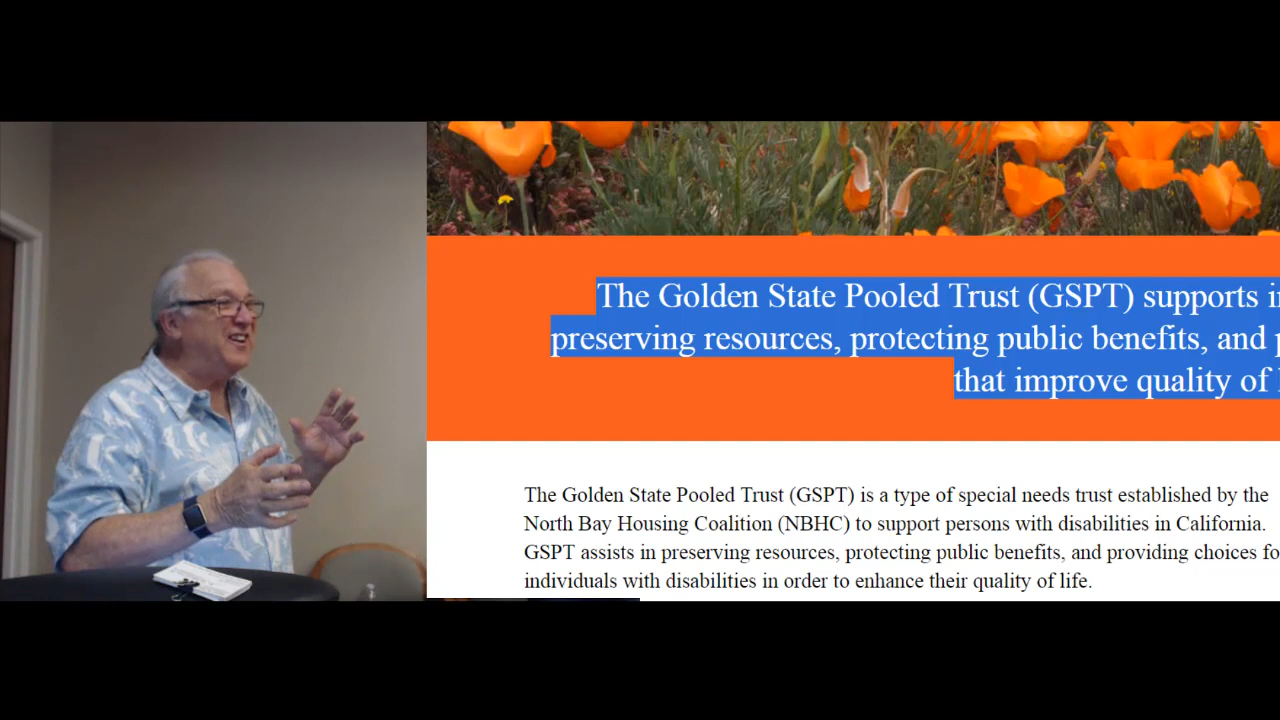 The Golden State Pooled Trust (GSPT) supports
preserving resources, protecting public benefits, and
that improve quality of
The Golden State Pooled Trust (GSPT) is a type of special needs trust established by the
North Bay Housing Coalition (NBHC) to support persons with disabilities in California.
GSPT assists in preserving resources, protecting public benefits, and providing choices
individuals with disabilities in order to enhance their quality of life.